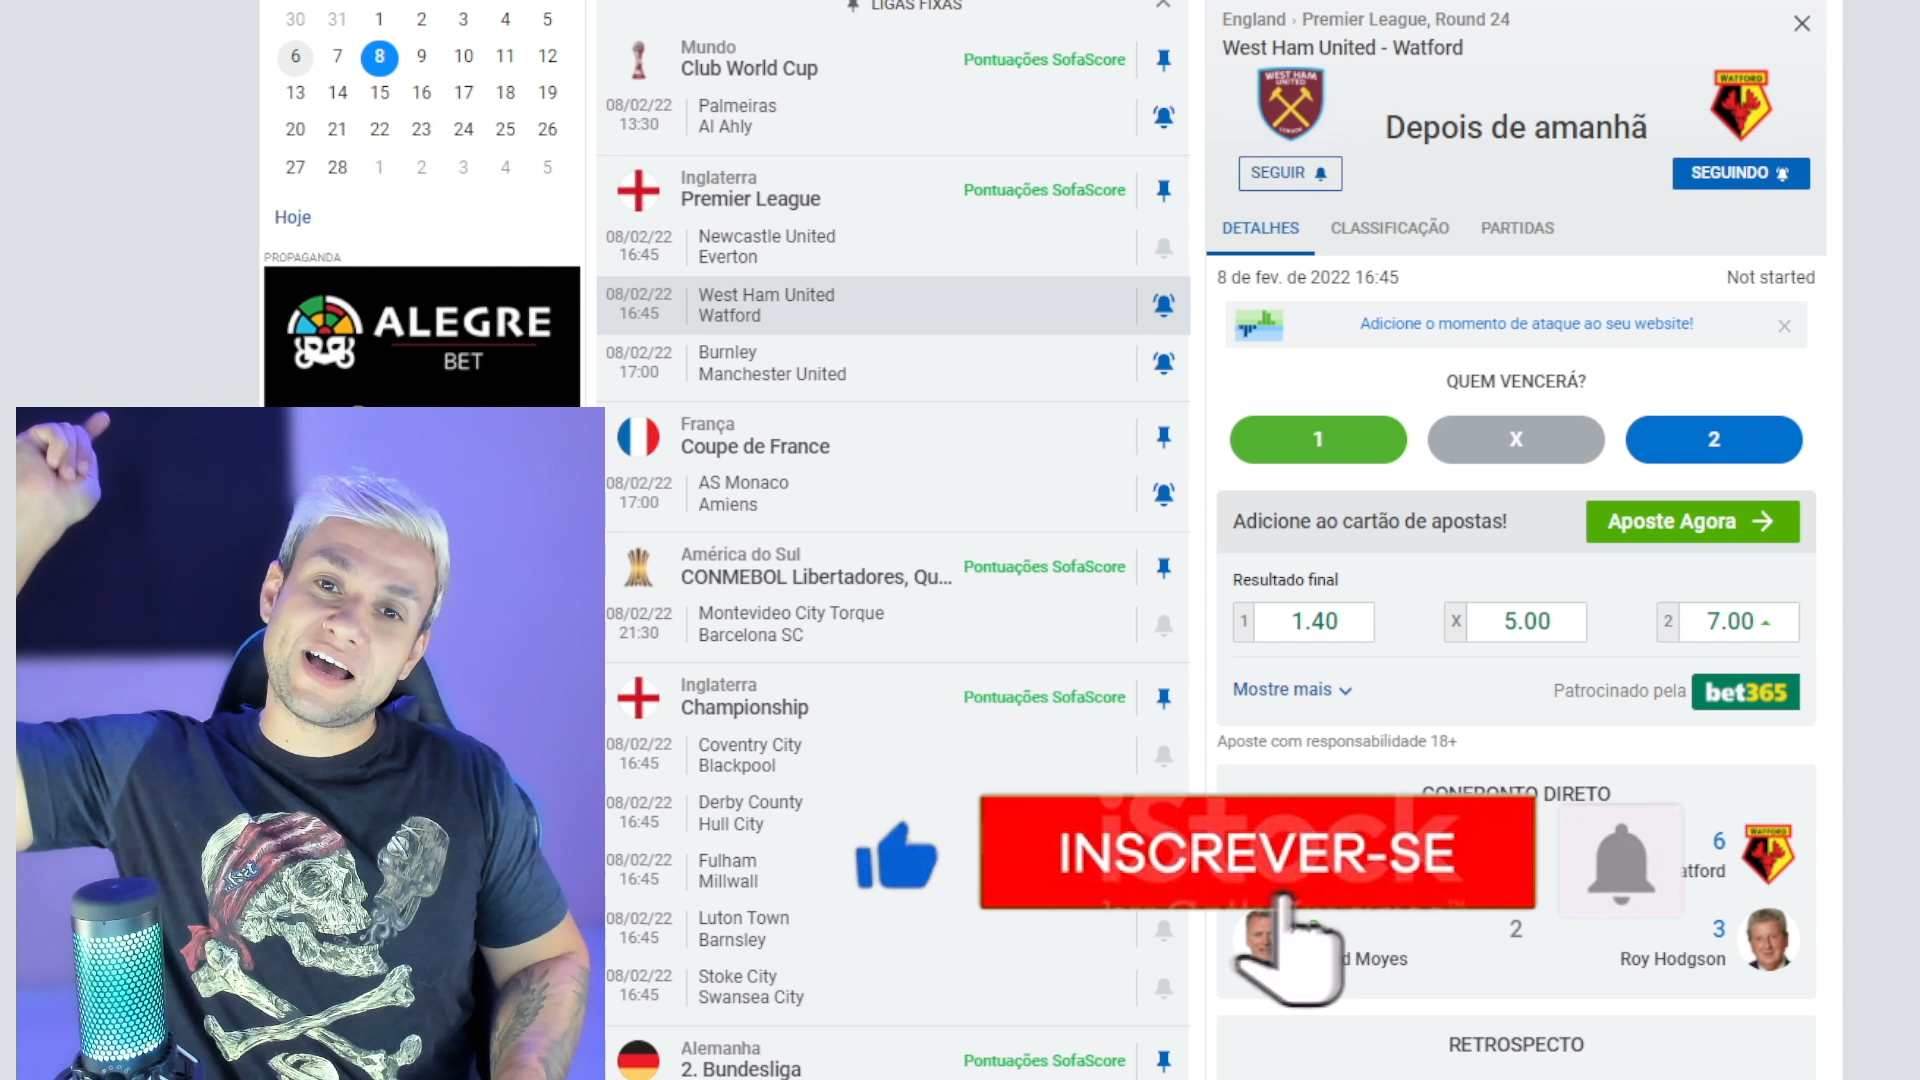 30 31 1 2 3 4 5
6 7 8 9 10 11 12
13 14 15 16 17 18 19
20 21 22 23 24 25 26
27 28 1 2 3 4 5
Hoje
PROPAGANDA
ALEGRE
BET
LIGAS FIXAS
Mundo
Club World Cup
Pontuações SofaScore
08/02/22 Palmeiras
13:30 Al Ahly
Inglaterra
Premier League
Pontuações SofaScore
08/02/22 Newcastle United
16:45 Everton
08/02/22 West Ham United
16:45 Watford
08/02/22 Burnley
17:00 Manchester United
França
Coupe de France
08/02/22 AS Monaco
17:00 Amiens
América do Sul
CONMEBOL Libertadores, Qu...
Pontuações SofaScore
08/02/22 Montevideo City Torque
21:30 Barcelona SC
Inglaterra
Championship
Pontuações SofaScore
08/02/22 Coventry City
16:45 Blackpool
08/02/22 Derby County
16:45 Hull City
08/02/22 Fulham
16:45 Millwall
08/02/22 Luton Town
16:45 Barnsley
08/02/22 Stoke City
16:45 Swansea City
Alemanha
2. Bundesliga
Pontuações SofaScore
England › Premier League, Round 24
West Ham United - Watford
WEST HAM
UNITED
LONDON
WATFORD
Depois de amanhã
SEGUIR
SEGUINDO
DETALHES CLASSIFICAÇÃO PARTIDAS
8 de fev. de 2022 16:45 Not started
Adicione o momento de ataque ao seu website!
QUEM VENCERÁ?
1 X 2
Adicione ao cartão de apostas!
Aposte Agora
Resultado final
1 1.40 X 5.00 2 7.00
Mostre mais
Patrocinado pela bet365
Aposte com responsabilidade 18+
CONFRONTO DIRETO
INSCREVER-SE
iStock
6
atford
WATFORD
2 3
d Moyes
Roy Hodgson
RETROSPECTO